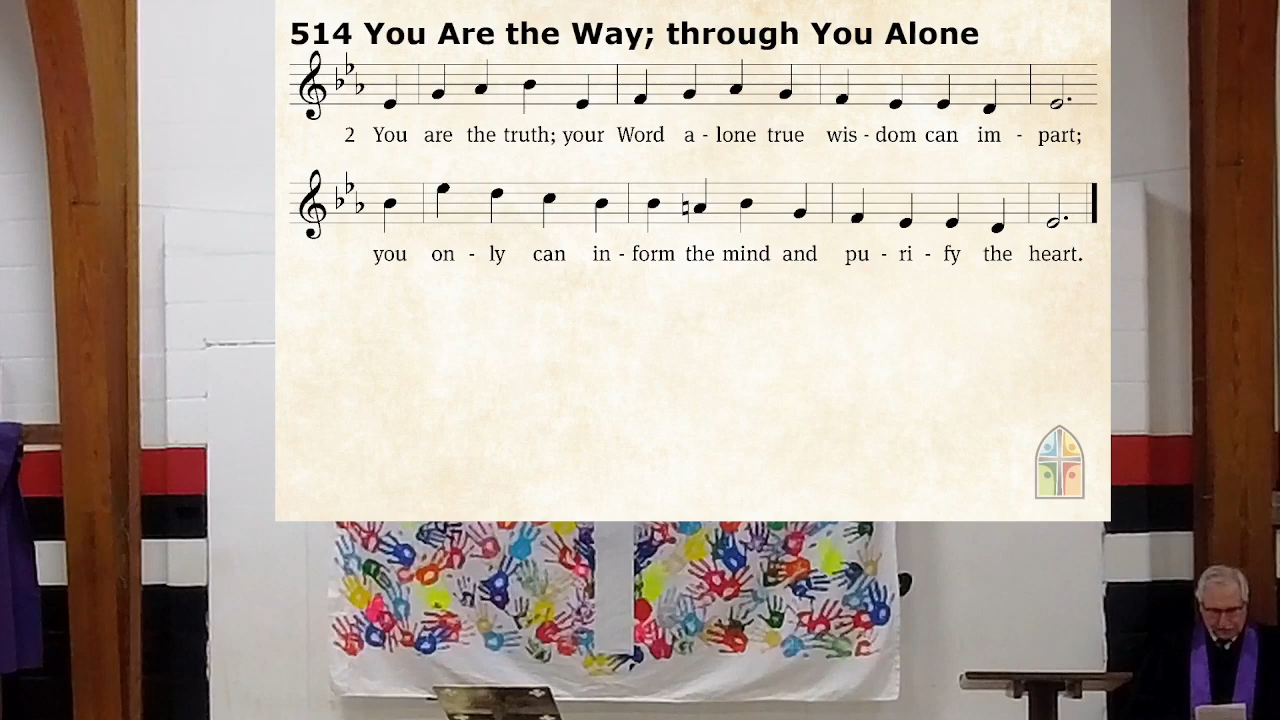 514 You Are the Way; through You Alone
2 You are the truth; your Word a - lone true wis - dom can im - part;
you on - ly can in - form the mind and pu - ri - fy the heart.